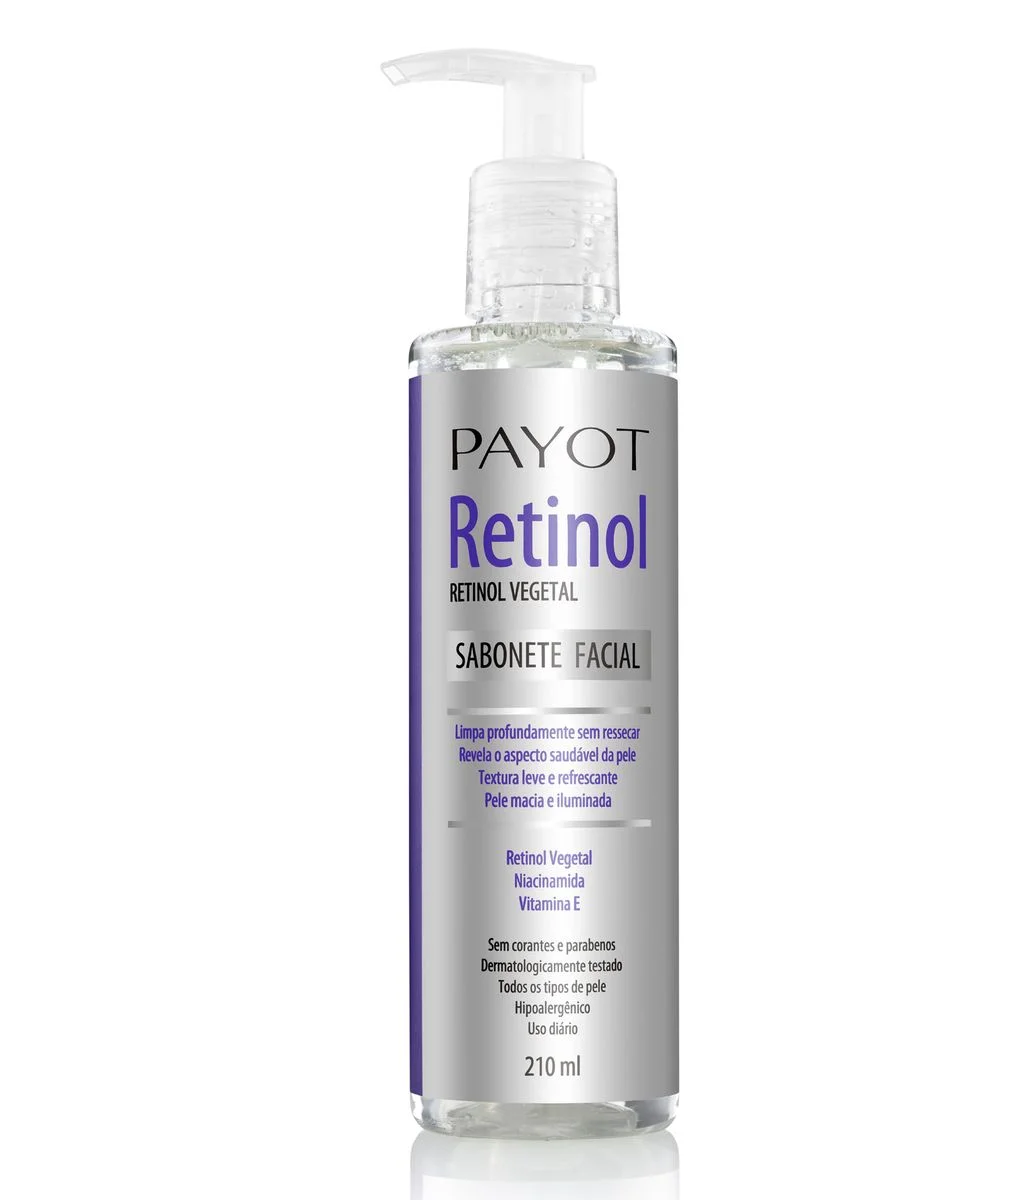 PAYOT
Retinol
RETINOL VEGETAL
SABONETE FACIAL
Limpa profundamente sem ressecar
Revela o aspecto saudável da pele
Textura leve e refrescante
Pele macia e iluminada
Retinol Vegetal
Niacinamida
Vitamina E
Sem corantes e parabenos
Dermatologicamente testado
Todos os tipos de pele
Hipoalergênico
Uso diário
210 ml